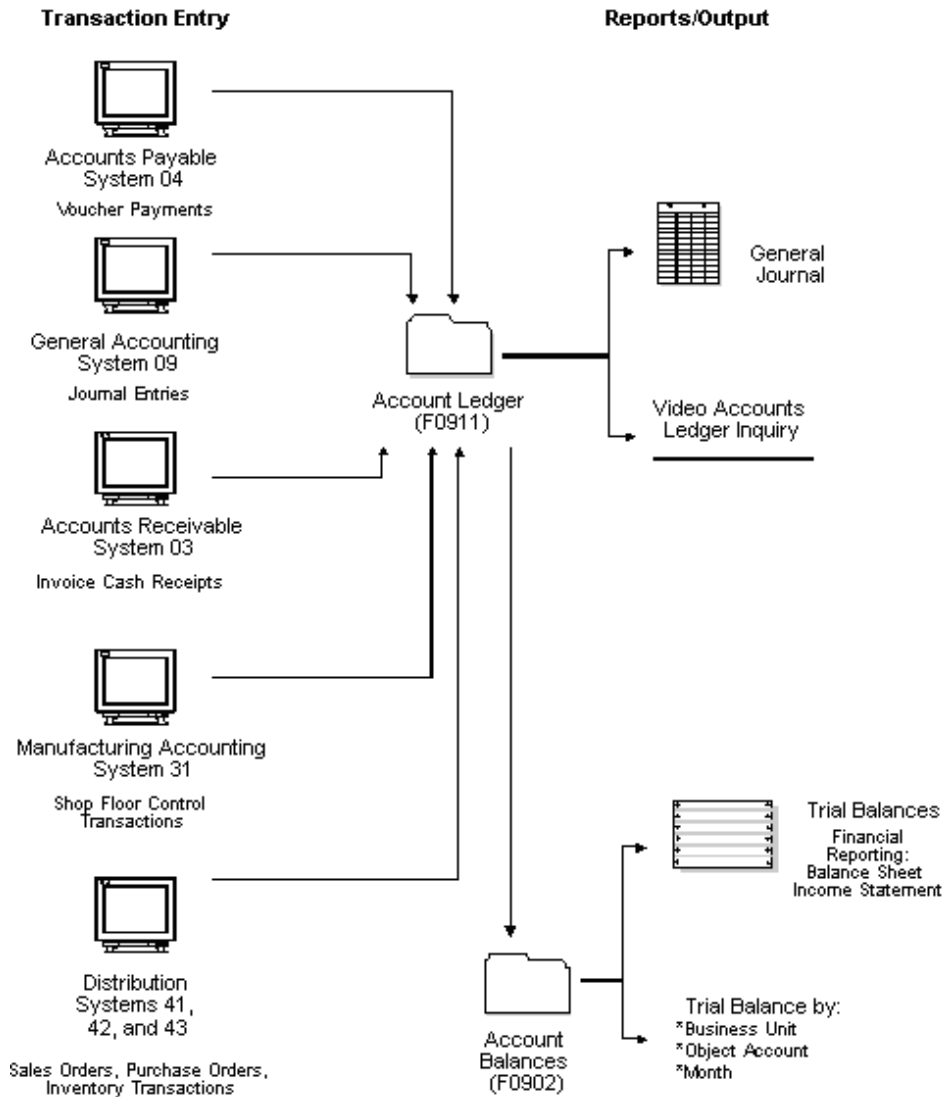 Transaction Entry
Reports/Output
Accounts Payable
System 04
Voucher Payments
General Accounting
System 09
Journal Entries
Accounts Receivable
System 03
Invoice Cash Receipts
Manufacturing Accounting
System 31
Shop Floor Control
Transactions
Distribution
Systems 41,
42, and 43
Sales Orders, Purchase Orders,
Inventory Transactions
Account Ledger
(F0911)
General
Journal
Video Accounts
Ledger Inquiry
Account
Balances
(F0902)
Trial Balances
Financial
Reporting:
Balance Sheet
Income Statement
Trial Balance by:
*Business Unit
*Object Account
*Month